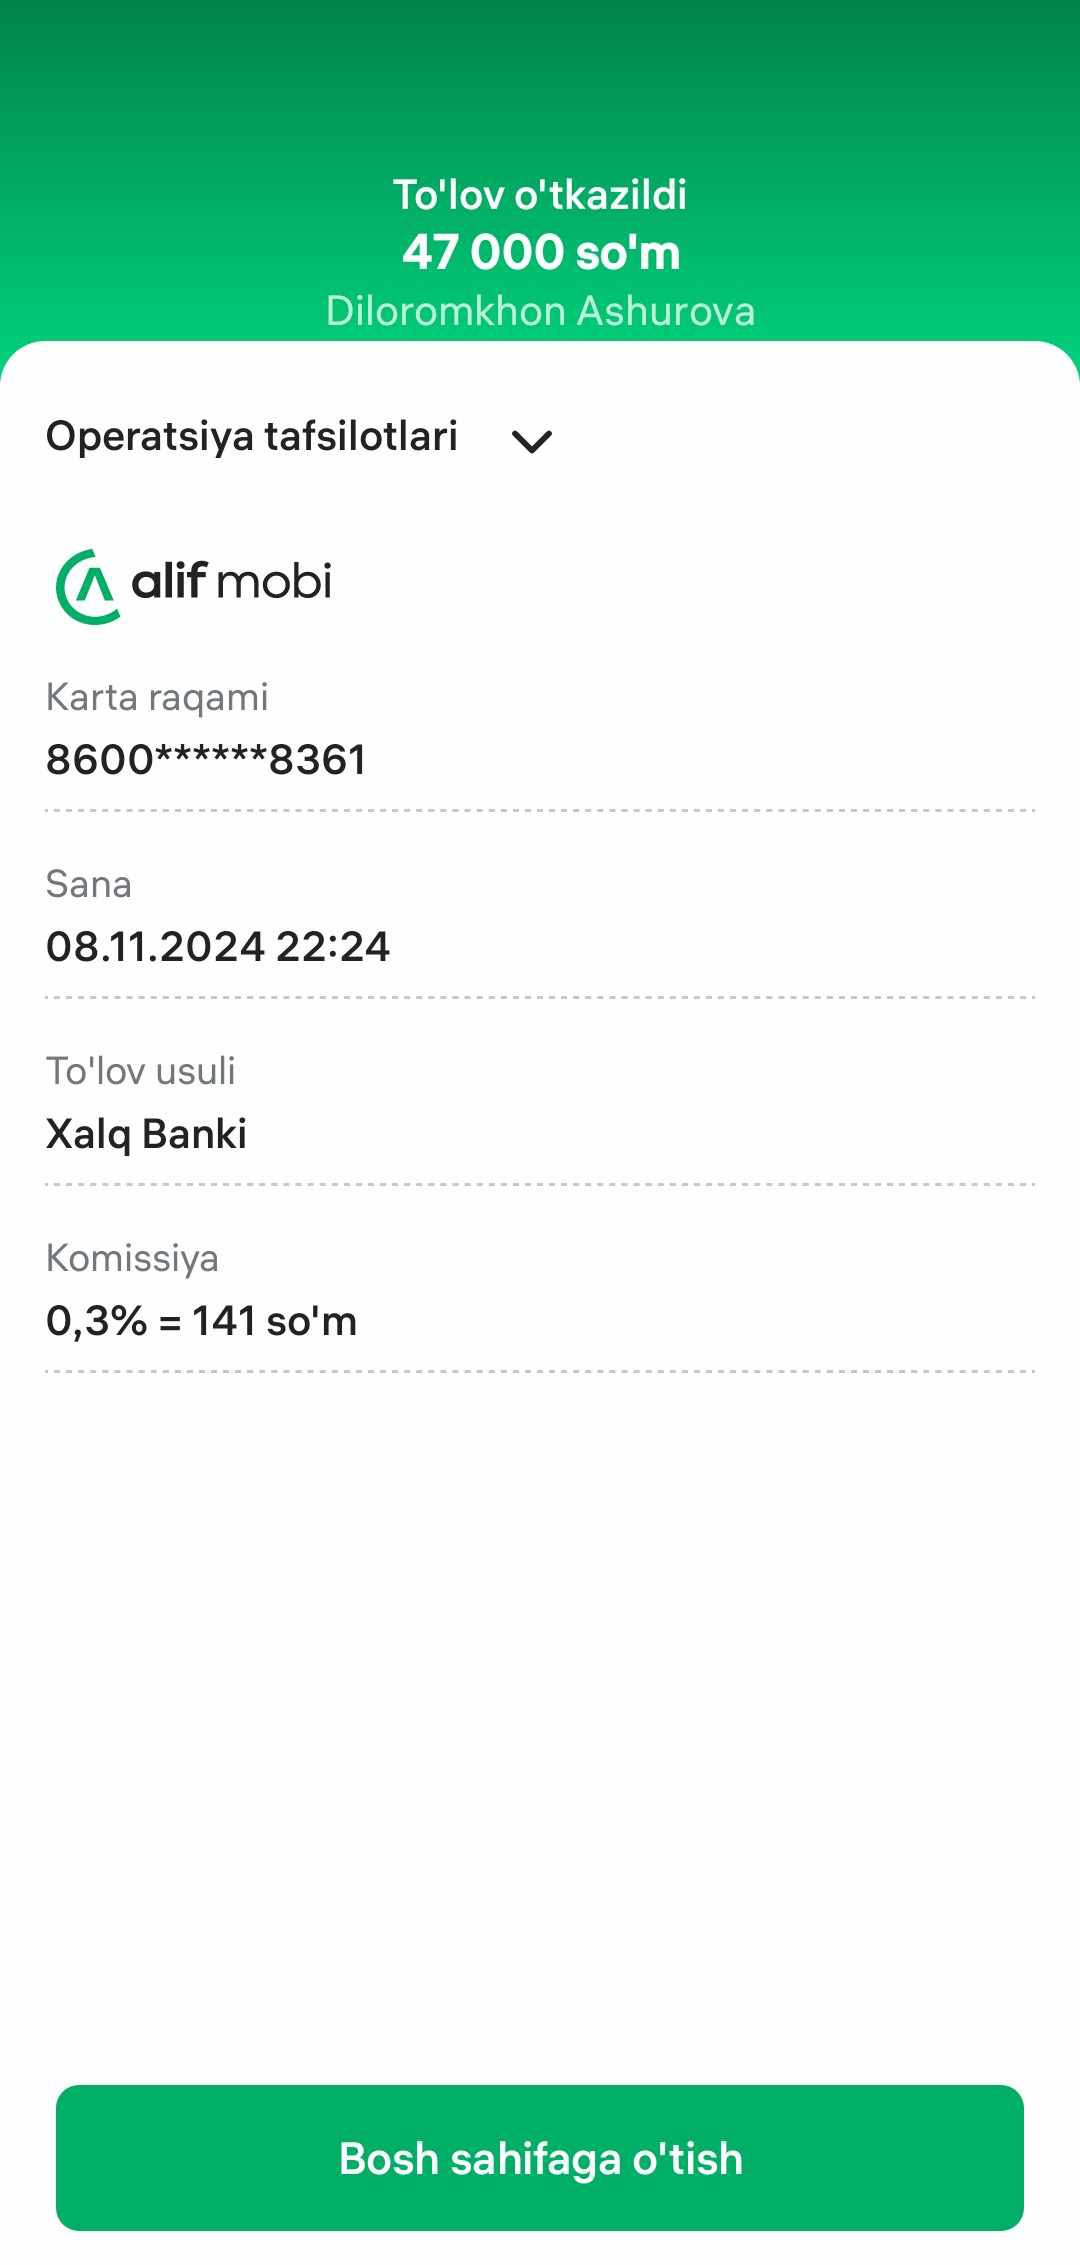 To'lov o'tkazildi
47 000 so'm
Diloromkhon Ashurova
Operatsiya tafsilotlari
alif mobi
Karta raqami
8600******8361
Sana
08.11.2024 22:24
To'lov usuli
Xalq Banki
Komissiya
0,3% = 141 so'm
Bosh sahifaga o'tish